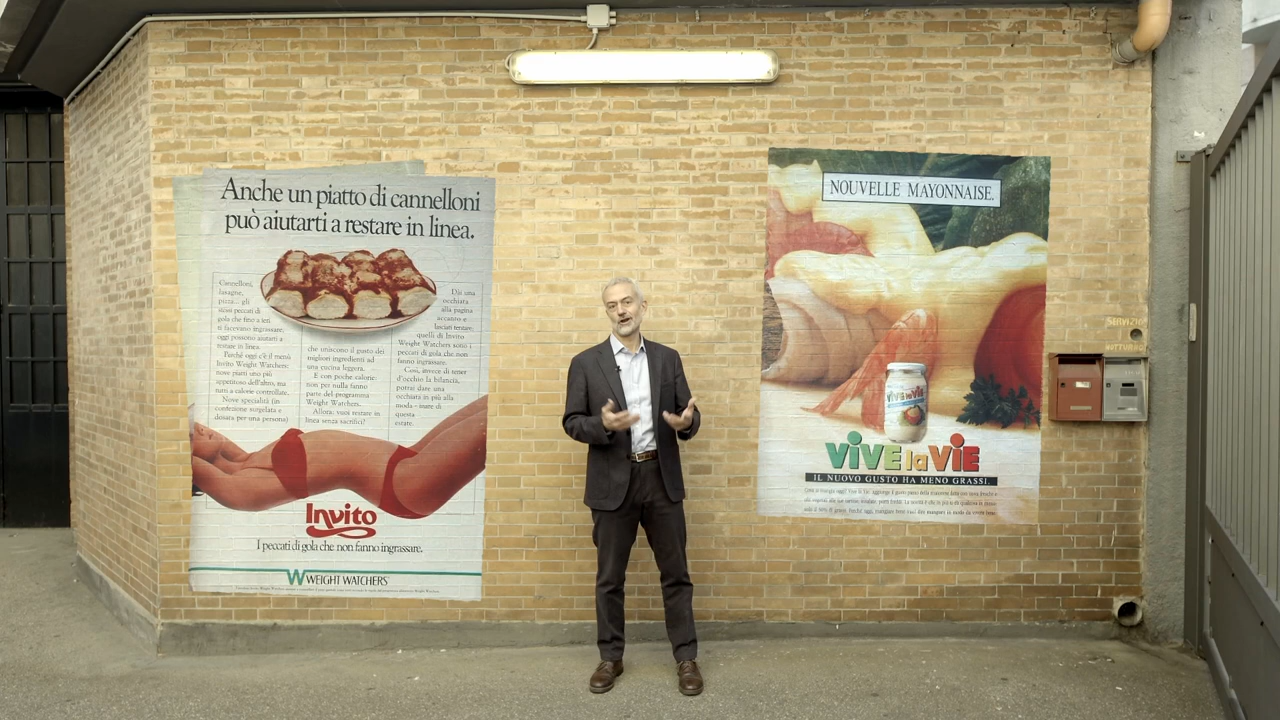 Anche un piatto di cannelloni
può aiutarti a restare in linea.
Cannelloni,
lasagne,
pizza... gli
stessi peccati di
gola che fino a ieri
ti facevano ingrassare,
oggi possono aiutarti a
restare in linea.
Perché oggi c'è il menù
Invito Weight Watchers:
nove piatti uno più
appetitoso dell'altro, ma
tutti a calorie controllate.
Nove specialità (in
confezione surgelata e
dosata per una persona)
che uniscono il gusto dei
migliori ingredienti ad
una cucina leggera.
E con poche calorie:
non per nulla fanno
parte del programma
Weight Watchers.
Allora: vuoi restare in
linea senza sacrifici?
Dai una
occhiata
alla pagina
accanto e
lasciati tentare:
quelli di Invito
Weight Watchers sono i
peccati di gola che non
fanno ingrassare.
Così, invece di tener
d'occhio la bilancia,
potrai dare una
occhiata in più alla
moda - mare di
questa
estate.
Invito
I peccati di gola che non fanno ingrassare.
WEIGHT WATCHERS
NOUVELLE MAYONNAISE.
ViVE la ViE
ViVE la ViE
IL NUOVO GUSTO HA MENO GRASSI.
SERVIZIO